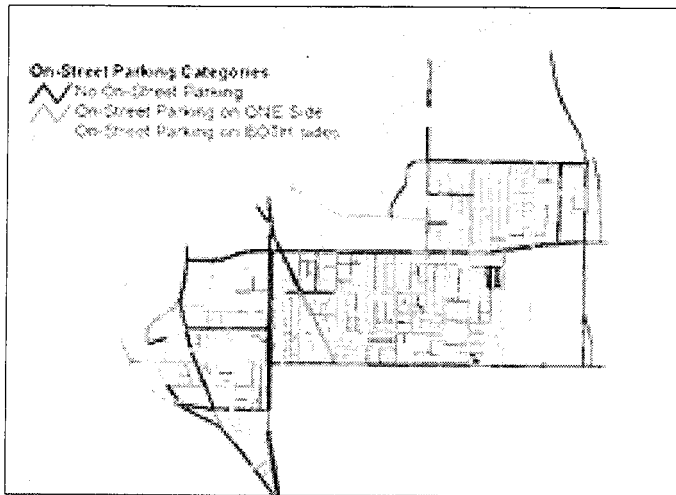 On-Street Parking Categories
No On-Street Parking
On-Street Parking on ONE Side
On-Street Parking on BOTH sides